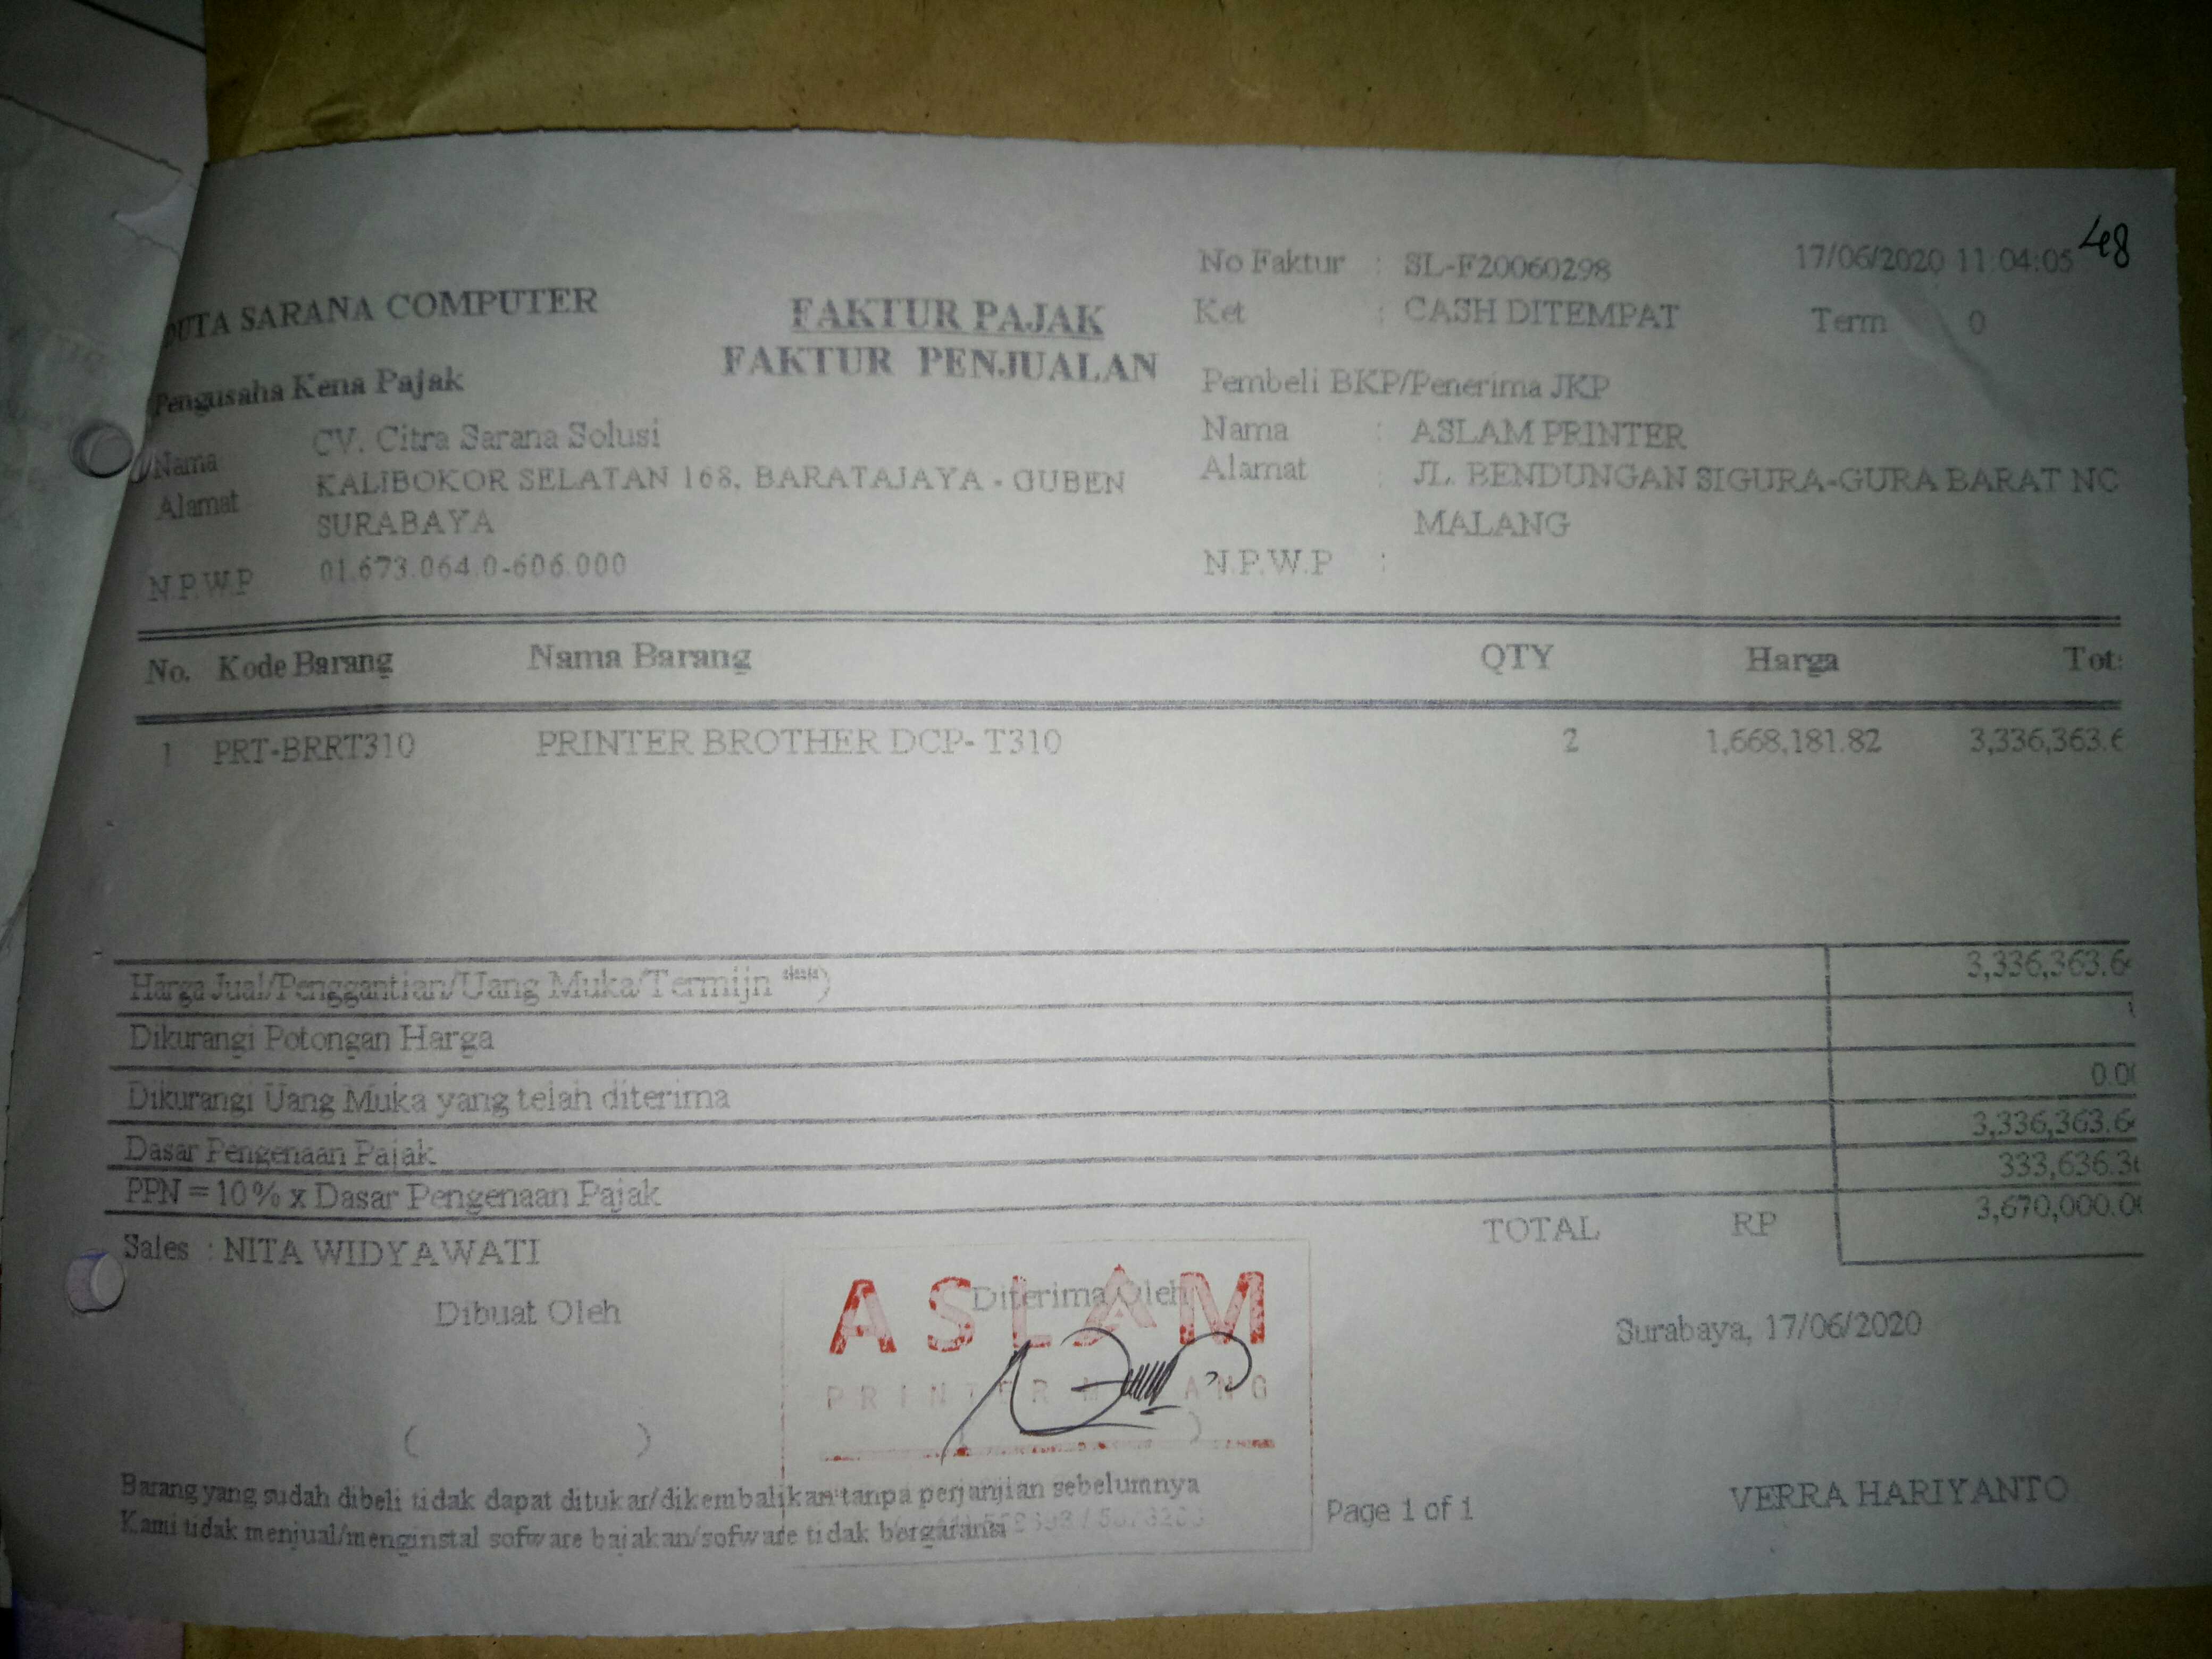 48
No Faktur : SL-F20060298 17/06/2020 11:04:05
DUTA SARANA COMPUTER
FAKTUR PAJAK
Ket : CASH DITEMPAT Term 0
FAKTUR PENJUALAN
Pengusaha Kena Pajak
Pembeli BKP/Penerima JKP
Nama CV. Citra Sarana Solusi
Nama : ASLAM PRINTER
Alamat KALIBOKOR SELATAN 168, BARATAJAYA - GUBEN
Alamat : JL. BENDUNGAN SIGURA-GURA BARAT NO
SURABAYA
MALANG
N.P.W.P 01.673.064.0-606.000
N.P.W.P :
No. Kode Barang Nama Barang QTY Harga Tot
1 PRT-BRRT310 PRINTER BROTHER DCP- T310 2 1,668,181.82 3,336,363.6
Harga Jual/Penggantian/Uang Muka/Termijn ***) 3,336,363.6
Dikurangi Potongan Harga
Dikurangi Uang Muka yang telah diterima 0.0
Dasar Pengenaan Pajak 3,336,363.6
PPN = 10% x Dasar Pengenaan Pajak 333,636.3
TOTAL RP 3,670,000.0
Sales : NITA WIDYAWATI
Dibuat Oleh
Diterima Oleh
ASLAM
PRINTER MALANG
Surabaya, 17/06/2020
( )
)
Barang yang sudah dibeli tidak dapat ditukar/dikembalikan tanpa perjanjian sebelumnya
Kami tidak menjual/menginstal software bajakan/sofware tidak bergaransi
Page 1 of 1
VERRA HARIYANTO